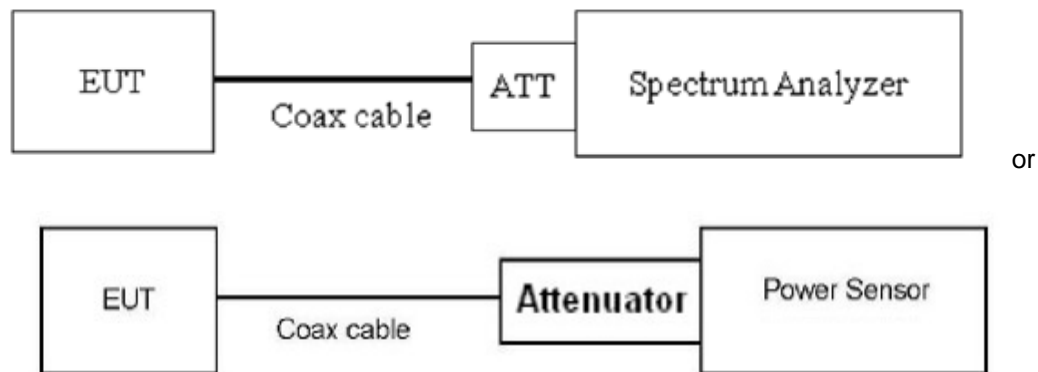 EUT
Coax cable
ATT
Spectrum Analyzer
or
EUT
Coax cable
Attenuator
Power Sensor